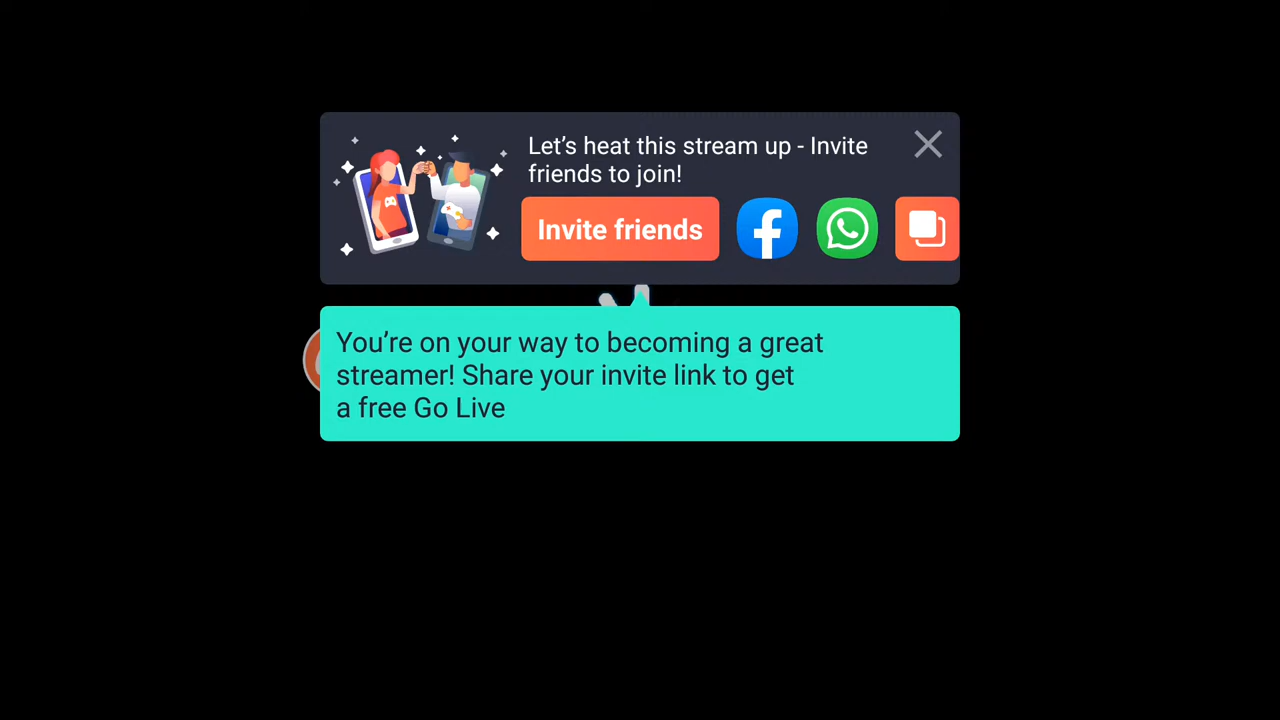 Let’s heat this stream up - Invite
friends to join!
Invite friends
You’re on your way to becoming a great
streamer! Share your invite link to get
a free Go Live